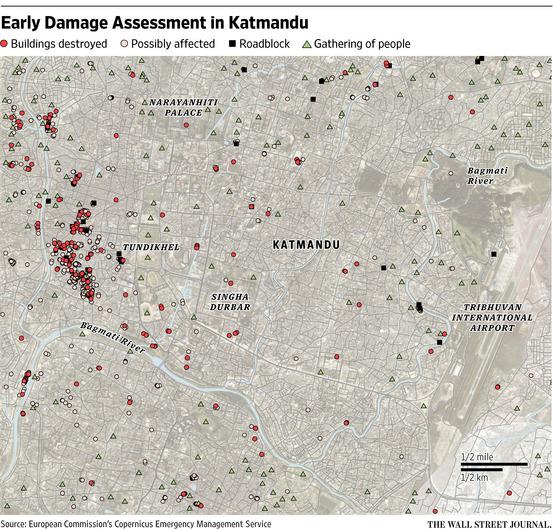 Early Damage Assessment in Katmandu
Buildings destroyed Possibly affected Roadblock Gathering of people
NARAYANHITI
PALACE
Bagmati
River
TUNDIKHEL
KATMANDU
SINGHA
DURBAR
TRIBHUVAN
INTERNATIONAL
AIRPORT
Bagmati River
1/2 mile
1/2 km
Source: European Commission's Copernicus Emergency Management Service
THE WALL STREET JOURNAL.